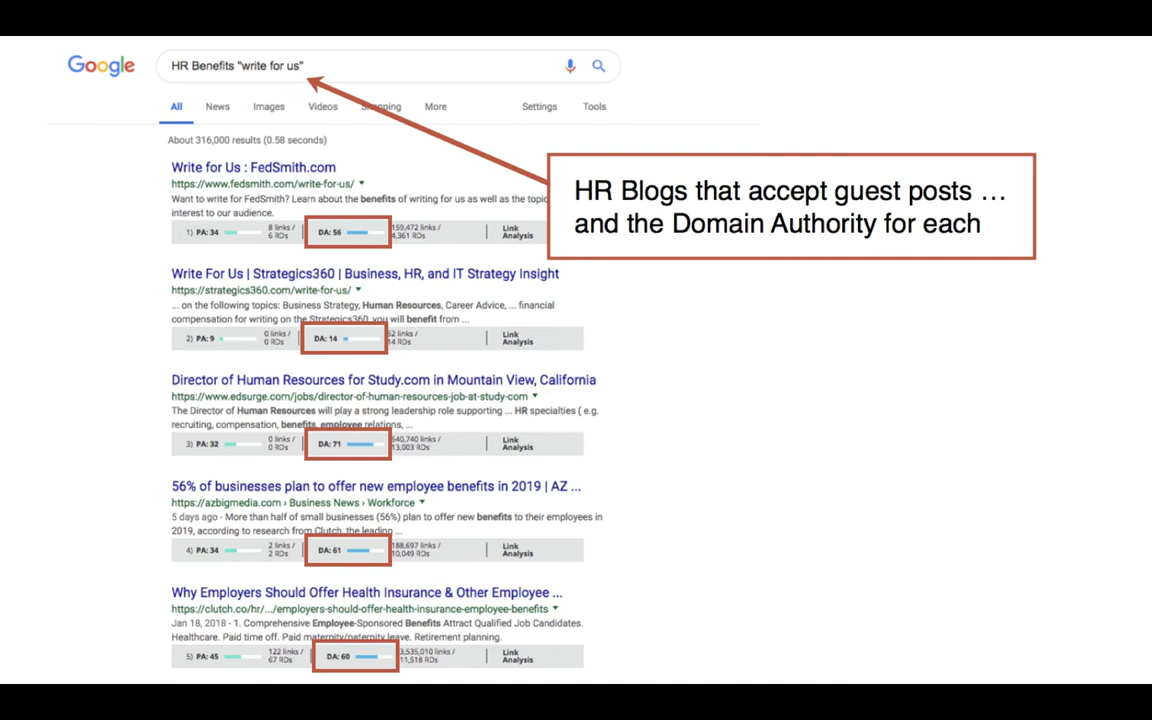 Google
HR Benefits "write for us"
All News Images Videos Shopping More Settings Tools
About 316,000 results (0.58 seconds)
HR Blogs that accept guest posts ...
and the Domain Authority for each
Write for Us : FedSmith.com
https://www.fedsmith.com/write-for-us/
Want to write for FedSmith? Learn about the benefits of writing for us as well as the
interest to our audience.
1) PA: 34 8 links / 6 RDs DA: 56 159,472 links / 4,361 RDs Link Analysis
Write For Us | Strategics360 | Business, HR, and IT Strategy Insight
https://strategics360.com/write-for-us/
... on the following topics: Business Strategy, Human Resources, Career Advice, ... financial
compensation for writing on the Strategics360, you will benefit from ...
2) PA: 9 0 links / 0 RDs DA: 14 52 links / 14 RDs Link Analysis
Director of Human Resources for Study.com in Mountain View, California
https://www.edsurge.com/jobs/director-of-human-resources-job-at-study-com
The Director of Human Resources will play a strong leadership role supporting ... HR specialties ( e.g.
recruiting, compensation, benefits, employee relations, ...
3) PA: 32 0 links / 0 RDs DA: 71 540,740 links / 13,003 RDs Link Analysis
56% of businesses plan to offer new employee benefits in 2019 | AZ ...
https://azbigmedia.com › Business News › Workforce
5 days ago - More than half of small businesses (56%) plan to offer new benefits to their employees in
2019, according to research from Clutch, the leading ...
4) PA: 34 2 links / 2 RDs DA: 61 188,697 links / 10,049 RDs Link Analysis
Why Employers Should Offer Health Insurance & Other Employee ...
https://clutch.co/hr/.../employers-should-offer-health-insurance-employee-benefits
Jan 18, 2018 - 1. Comprehensive Employee-Sponsored Benefits Attract Qualified Job Candidates.
Healthcare. Paid time off. Paid maternity/paternity leave. Retirement planning.
5) PA: 45 122 links / 67 RDs DA: 60 3,535,010 links / 11,518 RDs Link Analysis